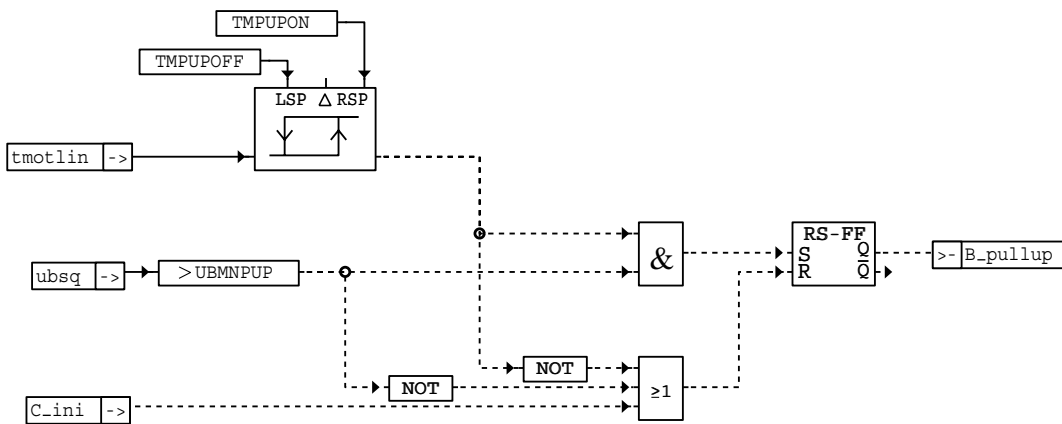 TMPUPON
TMPUPOFF
LSP Δ RSP
tmotlin ->
RS-FF
S Q
R Q̅
&
>- B_pullup
ubsq ->
>UBMNPUP
NOT
NOT
≥1
C_ini ->